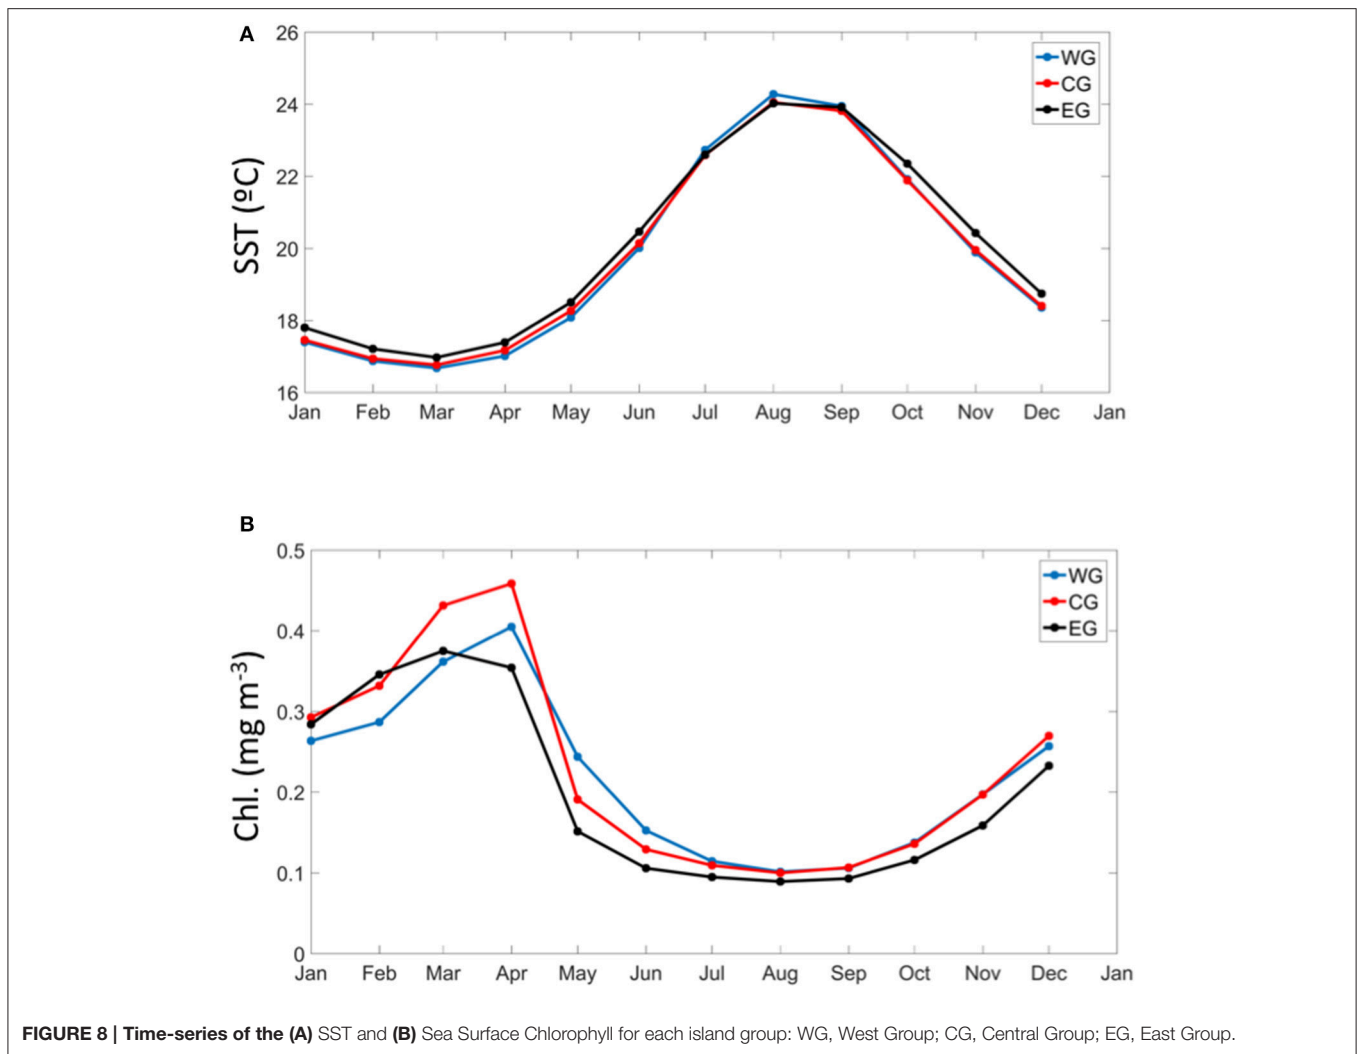 A
26
24
22
20
18
16
SST (ºC)
WG
CG
EG
Jan Feb Mar Apr May Jun Jul Aug Sep Oct Nov Dec Jan
B
0.5
0.4
0.3
0.2
0.1
0
Chl. (mg m⁻³)
WG
CG
EG
Jan Feb Mar Apr May Jun Jul Aug Sep Oct Nov Dec Jan
FIGURE 8 | Time-series of the (A) SST and (B) Sea Surface Chlorophyll for each island group: WG, West Group; CG, Central Group; EG, East Group.